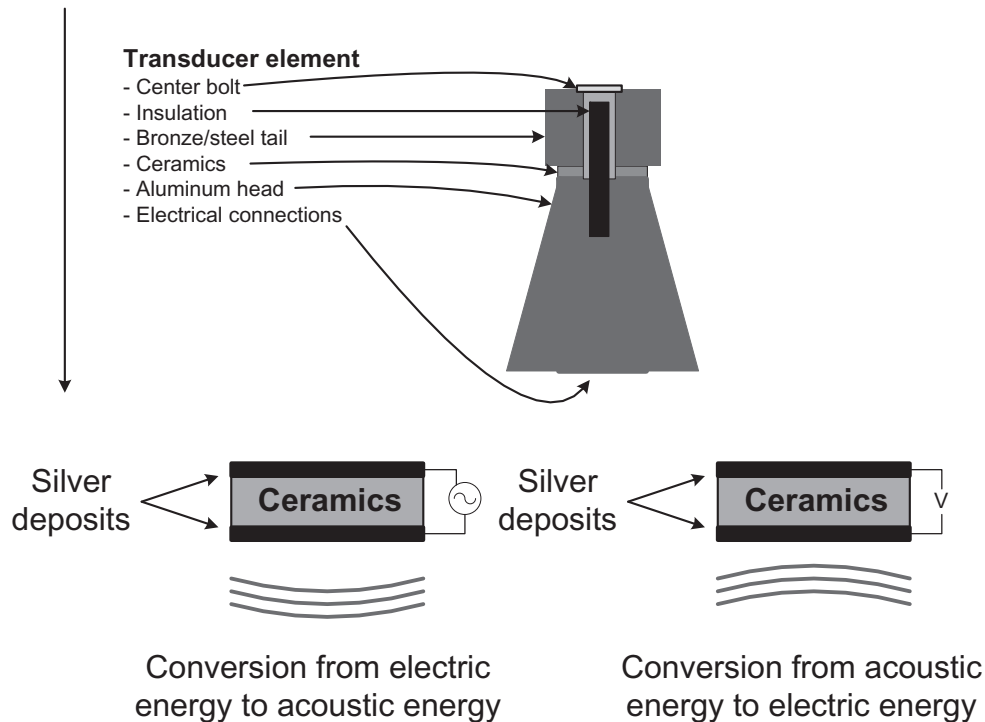 Transducer element
- Center bolt
- Insulation
- Bronze/steel tail
- Ceramics
- Aluminum head
- Electrical connections
Silver
deposits
Ceramics
Silver
deposits
Ceramics
V
Conversion from electric
energy to acoustic energy
Conversion from acoustic
energy to electric energy